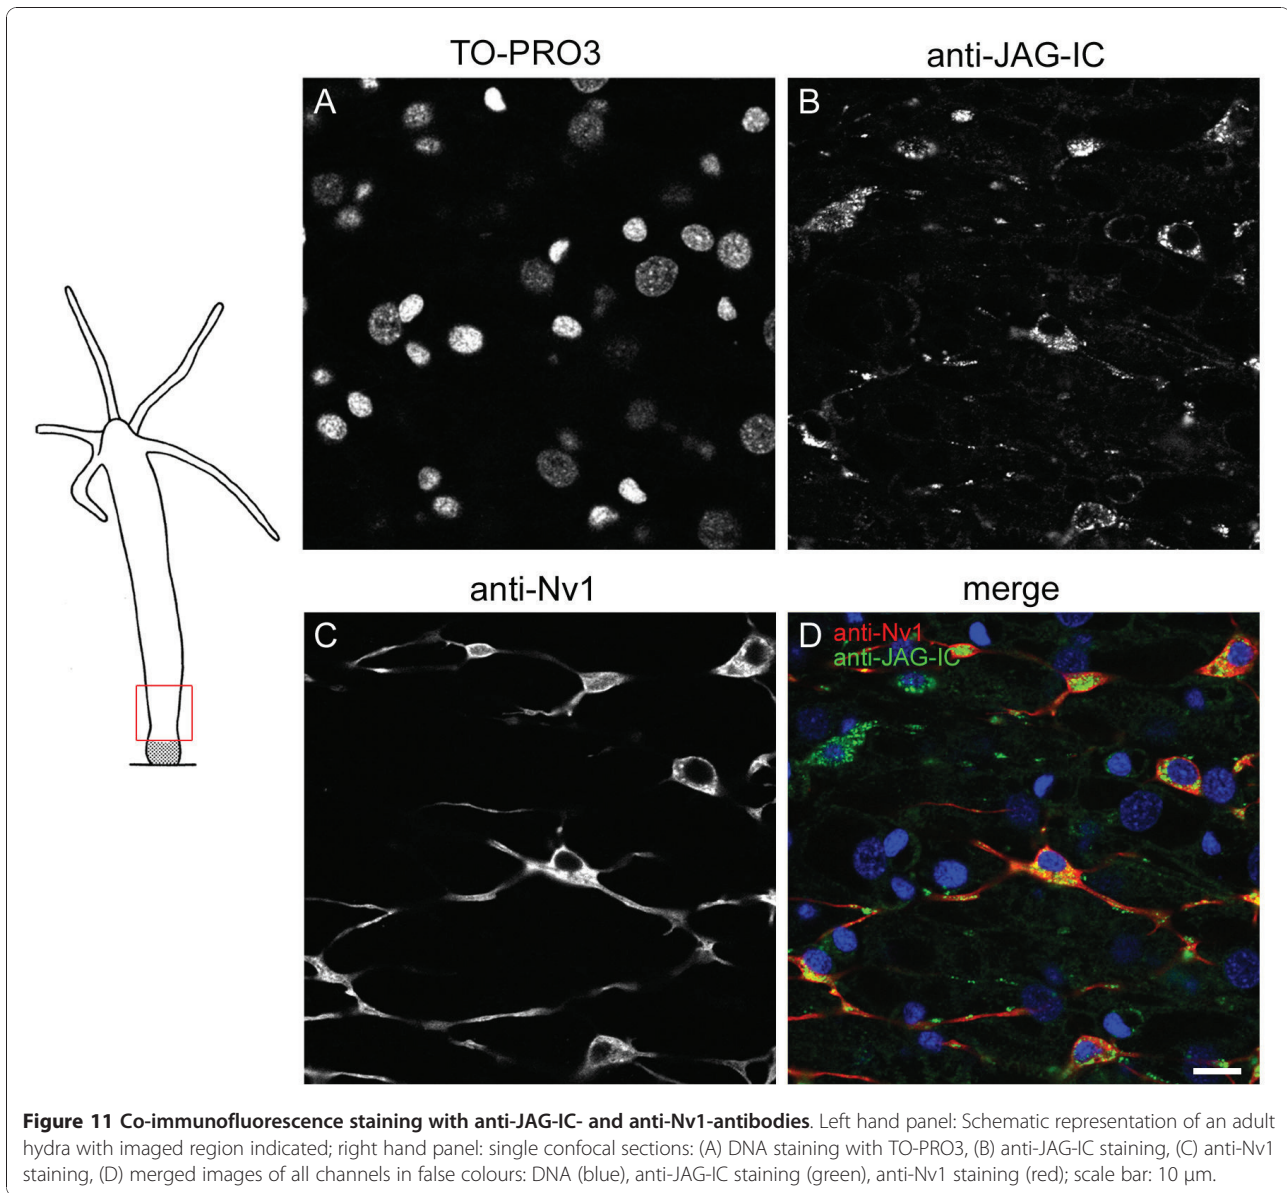 TO-PRO3
anti-JAG-IC
A
B
anti-Nv1
merge
C
D
anti-Nv1
anti-JAG-IC
Figure 11 Co-immunofluorescence staining with anti-JAG-IC- and anti-Nv1-antibodies. Left hand panel: Schematic representation of an adult
hydra with imaged region indicated; right hand panel: single confocal sections: (A) DNA staining with TO-PRO3, (B) anti-JAG-IC staining, (C) anti-Nv1
staining, (D) merged images of all channels in false colours: DNA (blue), anti-JAG-IC staining (green), anti-Nv1 staining (red); scale bar: 10 μm.